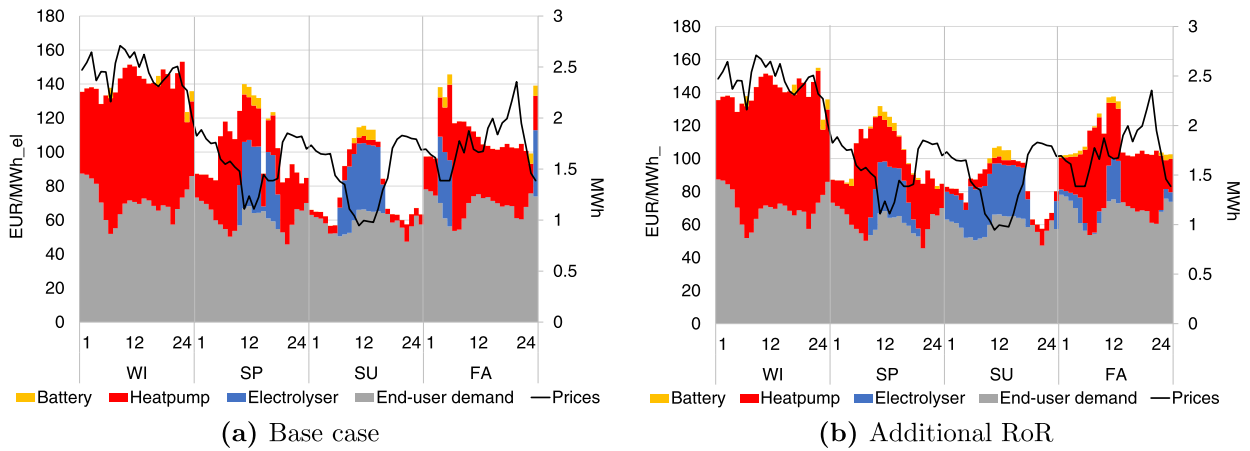 180
160
140
120
100
80
60
40
20
0
EUR/MWh_el
3
2.5
2
1.5
1
0.5
0
MWh
1 12 24 1 12 24 1 12 24 1 12 24
WI SP SU FA
Battery Heatpump Electrolyser End-user demand Prices
(a) Base case
180
160
140
120
100
80
60
40
20
0
EUR/MWh_
3
2.5
2
1.5
1
0.5
0
MWh
1 12 24 1 12 24 1 12 24 1 12 24
WI SP SU FA
Battery Heatpump Electrolyser End-user demand Prices
(b) Additional RoR